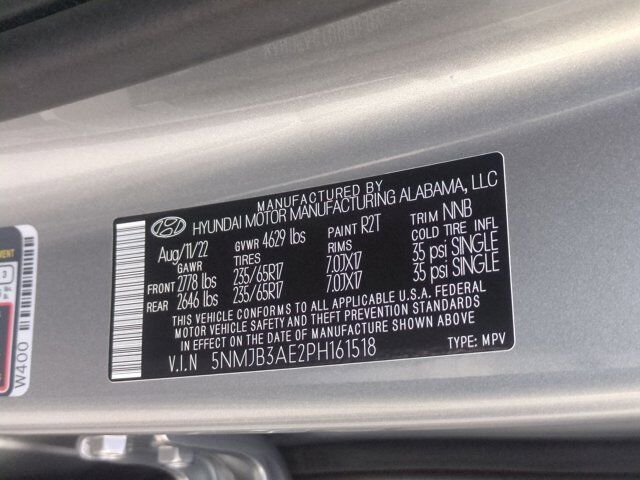 MANUFACTURED BY
HYUNDAI MOTOR MANUFACTURING ALABAMA, LLC
Aug/11/22 GVWR 4629 lbs PAINT R2T TRIM NNB
GAWR TIRES RIMS COLD TIRE INFL
FRONT 2778 lbs 235/65R17 7.0JX17 35 psi SINGLE
REAR 2646 lbs 235/65R17 7.0JX17 35 psi SINGLE
THIS VEHICLE CONFORMS TO ALL APPLICABLE U.S.A. FEDERAL
MOTOR VEHICLE SAFETY AND THEFT PREVENTION STANDARDS
IN EFFECT ON THE DATE OF MANUFACTURE SHOWN ABOVE
V.I.N 5NMJB3AE2PH161518 TYPE: MPV
W400